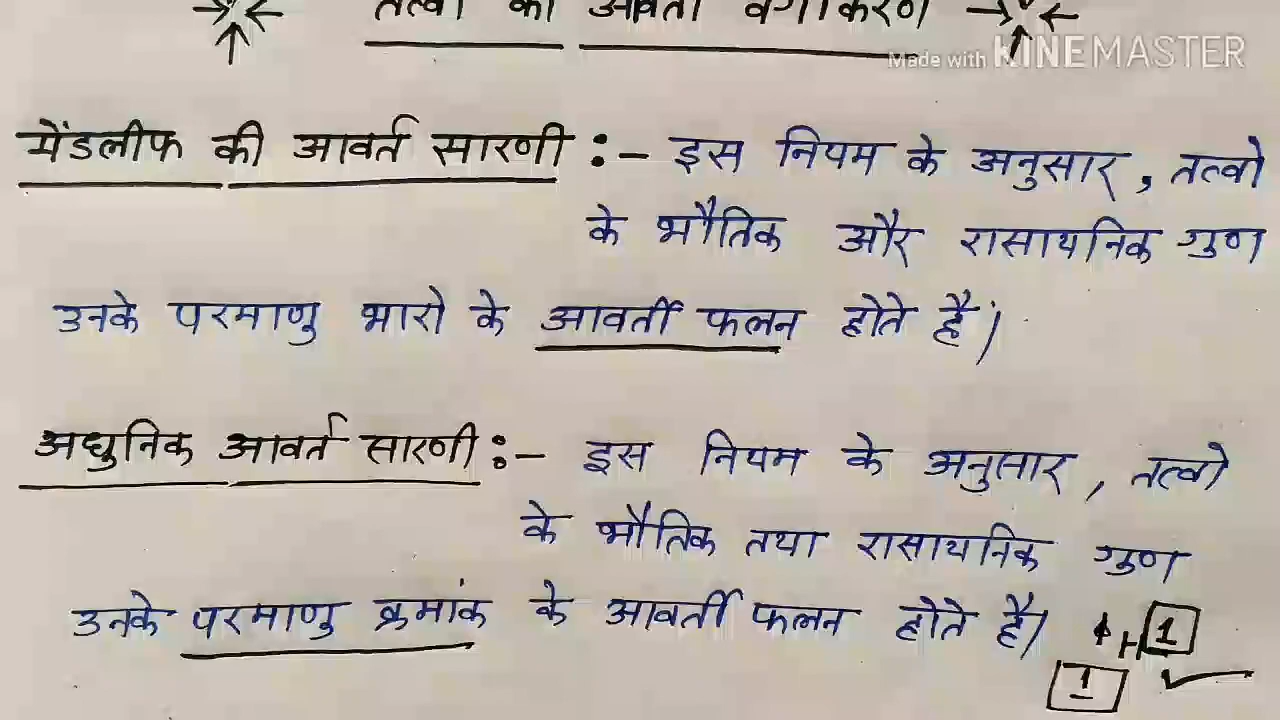 तत्वो का आवर्ती वर्गीकरण
Made with KINEMASTER
मेंडलीफ की आवर्त सारणी :- इस नियम के अनुसार, तत्वो
के भौतिक और रासायनिक गुण
उनके परमाणु भारो के आवर्ती फलन होते हैं।
अधुनिक आवर्त सारणी :- इस नियम के अनुसार, तत्वो
के भौतिक तथा रासायनिक गुण
उनके परमाणु क्रमांक के आवर्ती फलन होते है।
H 1
1